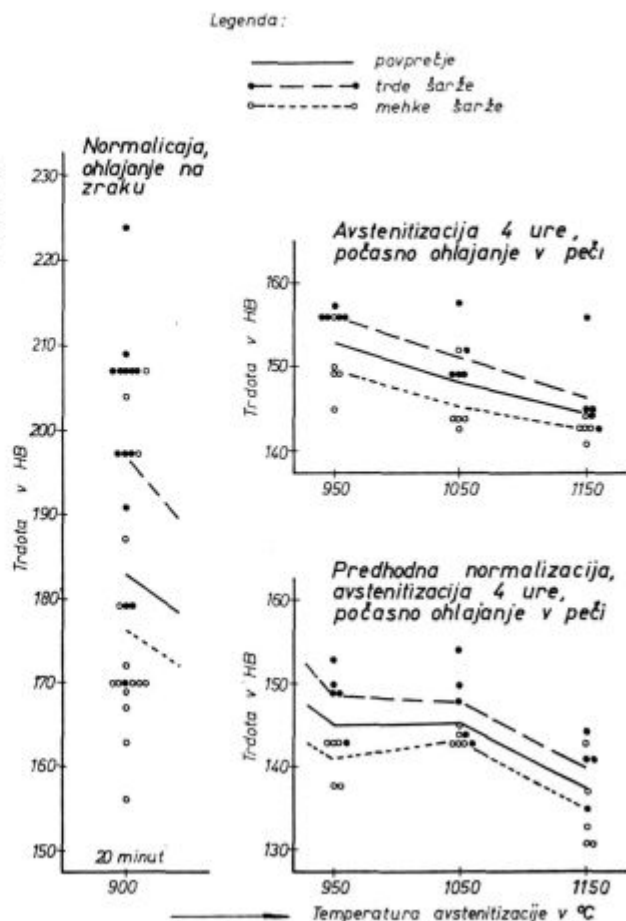 Legenda:
povprečje
trde šarže
mehke šarže
Normalicaja,
ohlajanje na
zraku
Trdota v HB
230
220
210
200
190
180
170
160
150
20 minut
900
Avstenitizacija 4 ure,
počasno ohlajanje v peči
Trdota v HB
160
150
140
950 1050 1150
Predhodna normalizacija,
avstenitizacija 4 ure,
počasno ohlajanje v peči
Trdota v HB
160
150
140
130
950 1050 1150
Temperatura avstenitizacije v °C